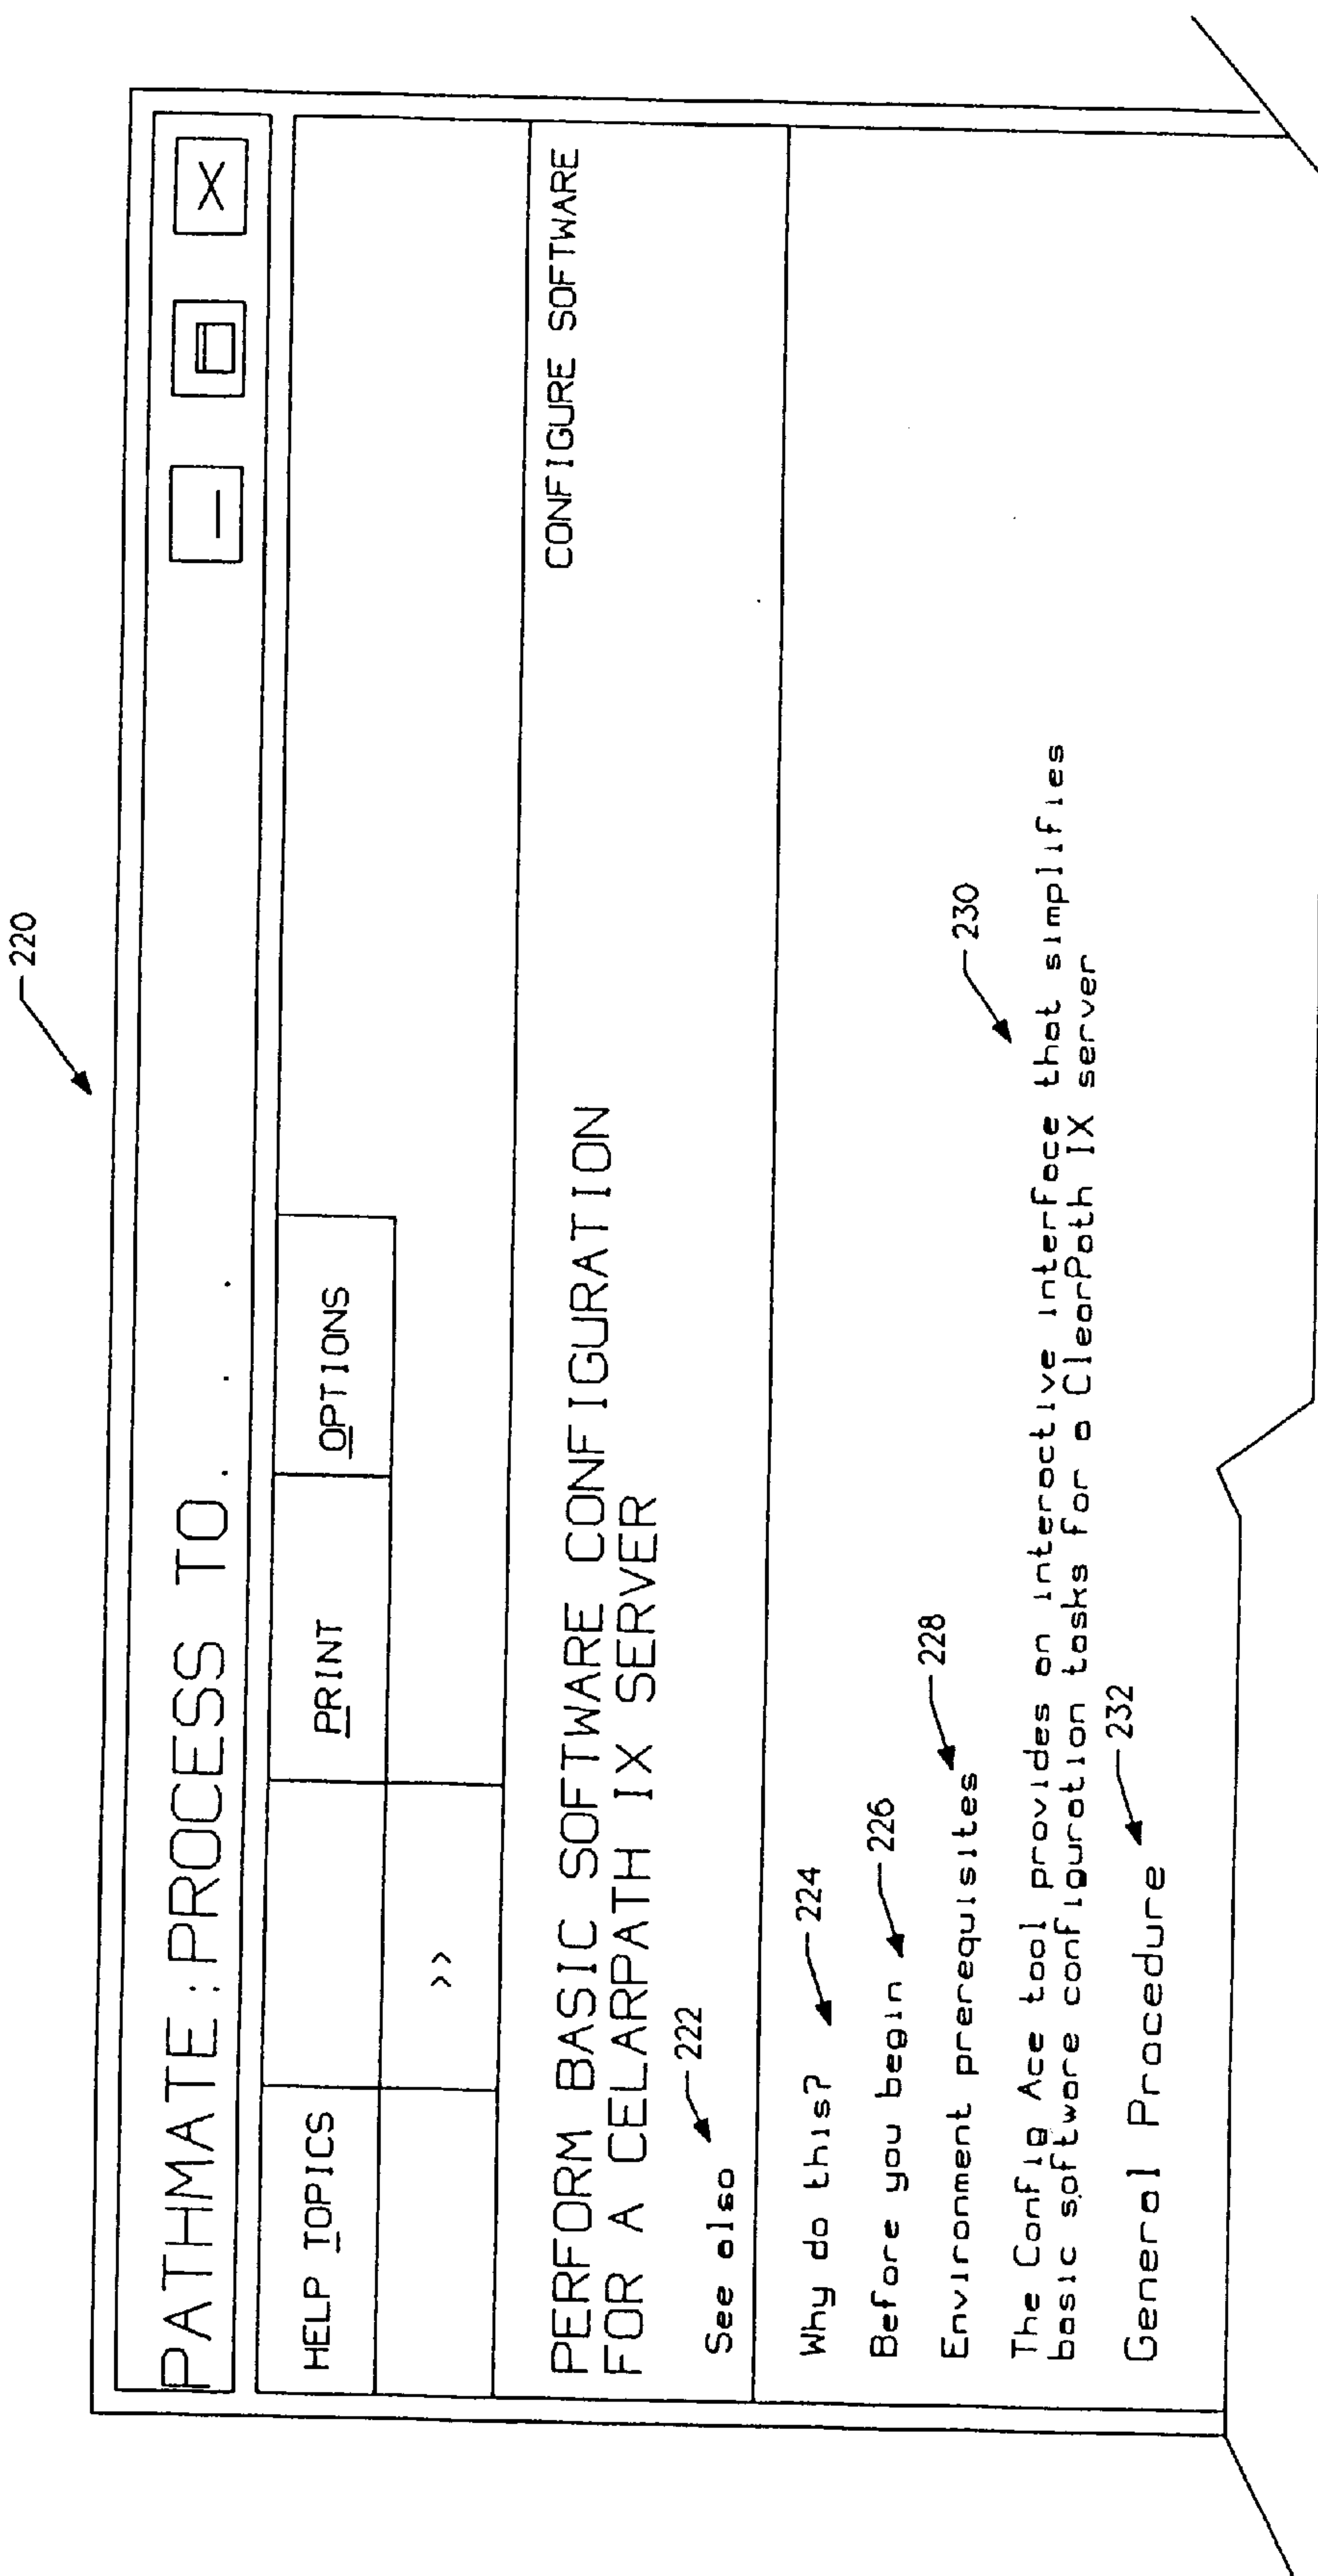 220
PATHMATE:PROCESS TO. . .
HELP TOPICS PRINT OPTIONS
>>
PERFORM BASIC SOFTWARE CONFIGURATION CONFIGURE SOFTWARE
FOR A CELARPATH IX SERVER
222
See also
224
Why do this?
226
Before you begin
228
Environment prerequisites
230
The Config Ace tool provides an interactive interface that simplifies
basic software configuration tasks for a ClearPath IX server
232
General Procedure